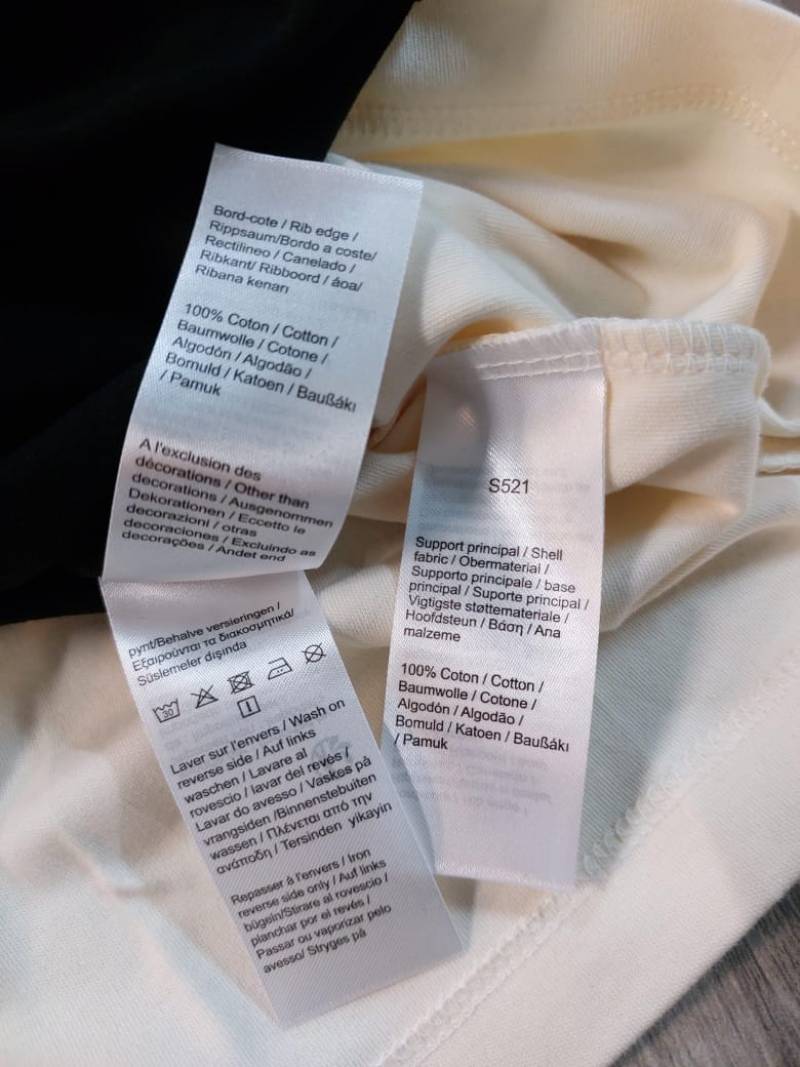 Bord-cote / Rib edge /
Rippsaum/Bordo a coste/
Rectilineo / Canelado /
Ribkant/ Ribboord / άοa/
Ribana kenarı
100% Coton / Cotton /
Baumwolle / Cotone /
Algodón / Algodão /
Bomuld / Katoen / Baußáki
/ Pamuk
A l'exclusion des
décorations / Other than
decorations / Ausgenommen
Dekorationen / Eccetto le
decorazioni / otras
decoraciones / Excluindo as
decorações / Andet end
pynt/Behalve versieringen /
Εξαιρούνται τα διακοσμητικά/
Süslemeler dışında
30
Laver sur l'envers / Wash on
reverse side / Auf links
waschen / Lavare al
rovescio / lavar del revés /
Lavar do avesso / Vaskes på
vrangsiden /Binnenstebuiten
wassen / Πλένεται από την
ανάποδη / Tersinden yikayin
Repasser à l'envers / Iron
reverse side only / Auf links
bügeln/Stirare al rovescio /
planchar por el revés /
Passar ou vaporizar pelo
avesso/ Stryges på
S521
Support principal / Shell
fabric / Obermaterial /
Supporto principale / base
principal / Suporte principal /
Vigtigste støttemateriale /
Hoofdsteun / Βάση / Ana
malzeme
100% Coton / Cotton /
Baumwolle / Cotone /
Algodón / Algodão /
Bomuld / Katoen / Baußáki
/ Pamuk